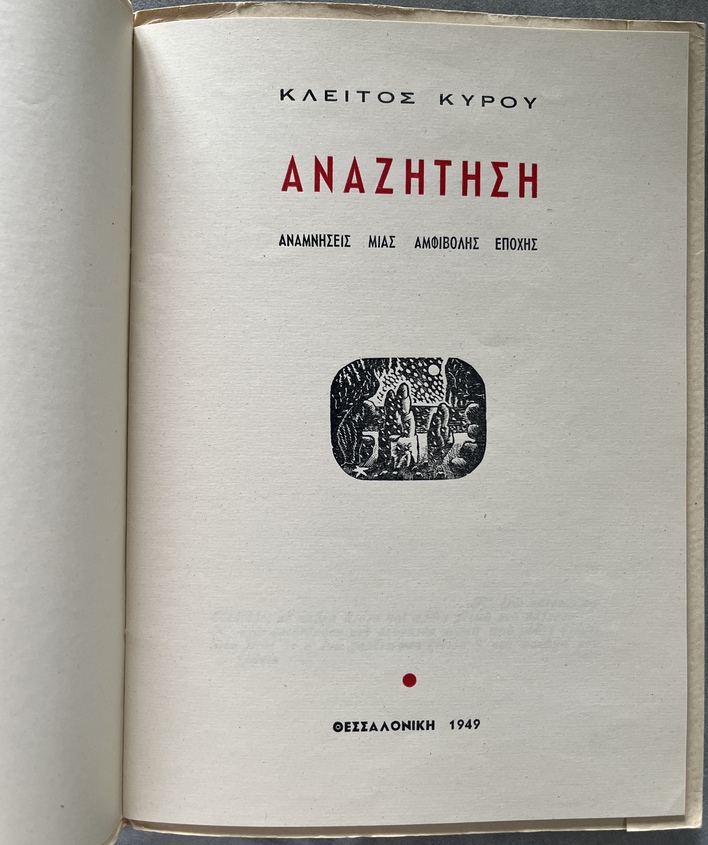 ΚΛΕΙΤΟΣ ΚΥΡΟΥ
ΑΝΑΖΗΤΗΣΗ
ΑΝΑΜΝΗΣΕΙΣ ΜΙΑΣ ΑΜΦΙΒΟΛΗΣ ΕΠΟΧΗΣ
ΘΕΣΣΑΛΟΝΙΚΗ 1949